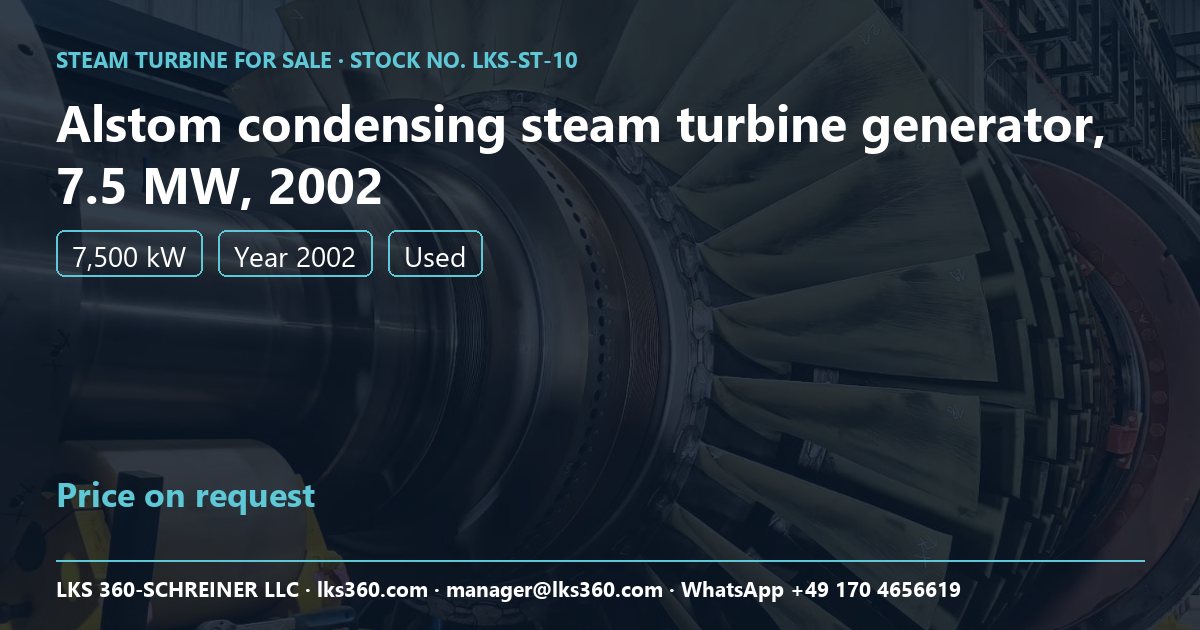 STEAM TURBINE FOR SALE · STOCK NO. LKS-ST-10
Alstom condensing steam turbine generator,
7.5 MW, 2002
7,500 kW
Year 2002
Used
Price on request
LKS 360-SCHREINER LLC · lks360.com · manager@lks360.com · WhatsApp +49 170 4656619